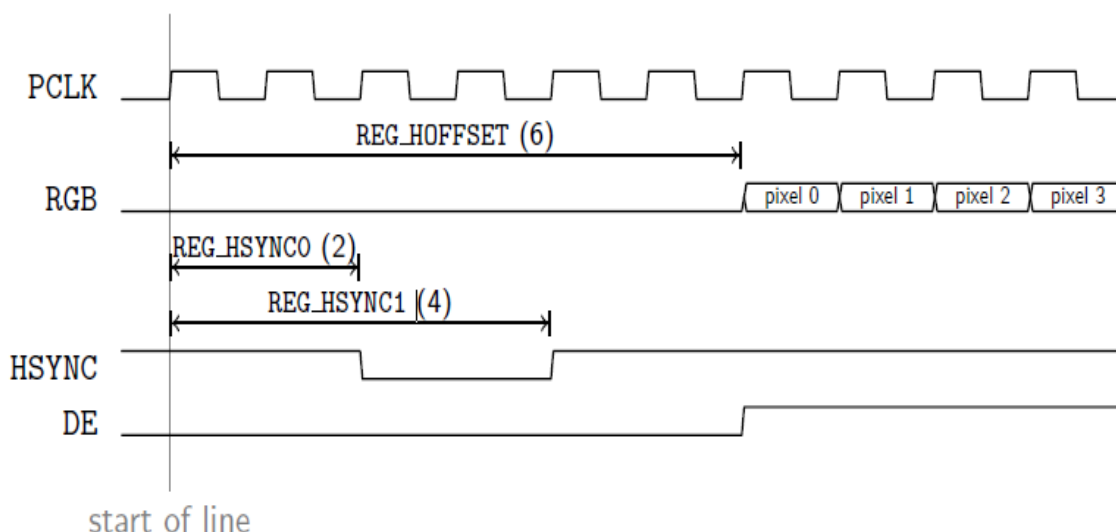 PCLK
REG_HOFFSET (6)
RGB
pixel 0 pixel 1 pixel 2 pixel 3
REG_HSYNC0 (2)
REG_HSYNC1 (4)
HSYNC
DE
start of line